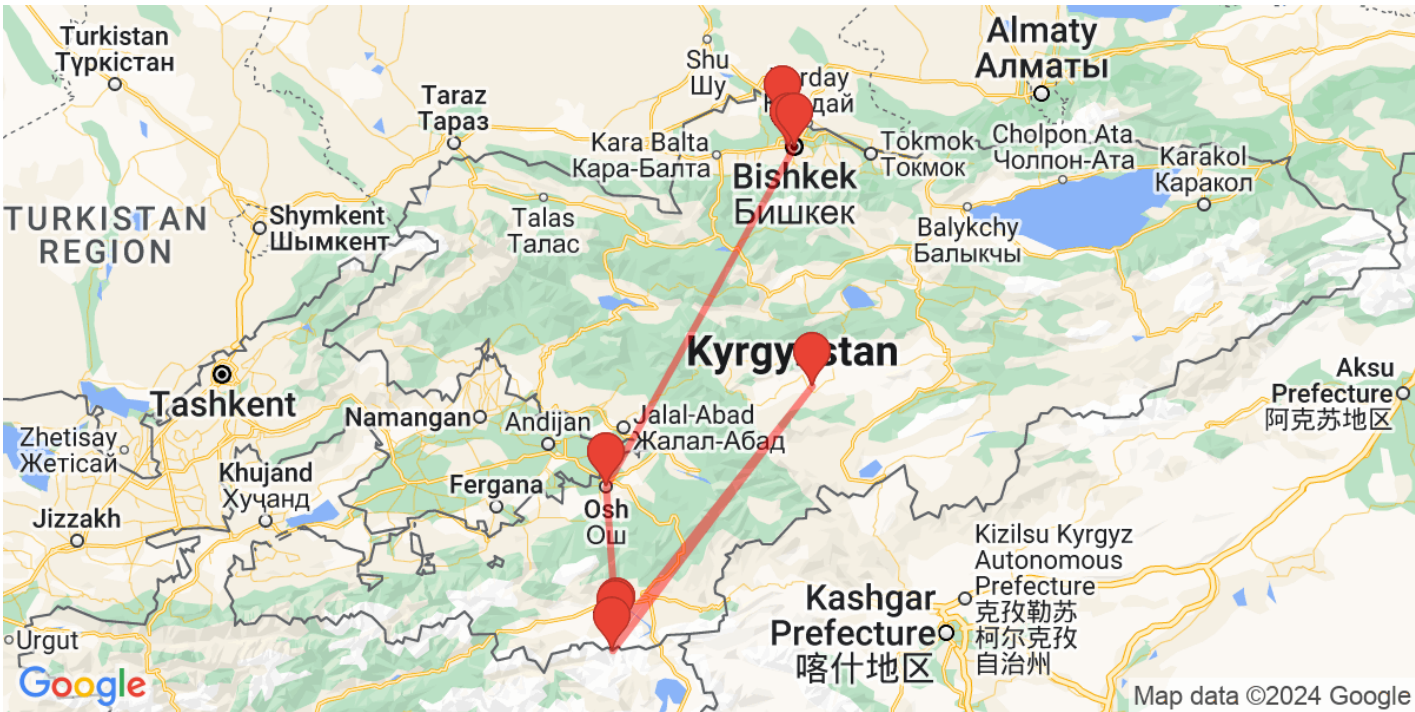 Turkistan
Түркістан
Shu
Шу
Almaty
Алматы
Taraz
Тараз
Kara Balta
Кара-Балта
Tokmok
Токмок
Cholpon Ata
Чолпон-Ата
Karakol
Каракол
Bishkek
Бишкек
TURKISTAN
REGION
Shymkent
Шымкент
Talas
Талас
Balykchy
Балыкчы
Tashkent
Aksu
Prefecture
阿克苏地区
Namangan
Andijan
Jalal-Abad
Жалал-Абад
Zhetisay
Жетісай
Khujand
Хуҷанд
Fergana
Jizzakh
Osh
Ош
Kizilsu Kyrgyz
Autonomous
Prefecture
克孜勒苏
柯尔克孜
自治州
Kashgar
Prefecture
喀什地区
Urgut
Google
Map data ©2024 Google